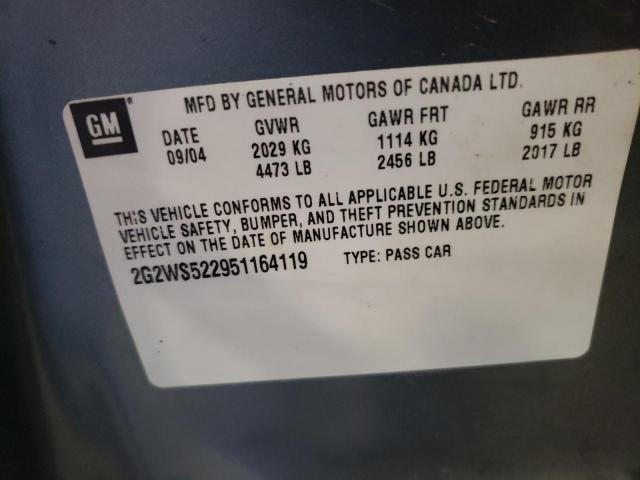 GM ®
MFD BY GENERAL MOTORS OF CANADA LTD.
DATE GVWR GAWR FRT GAWR RR
09/04 2029 KG 1114 KG 915 KG
4473 LB 2456 LB 2017 LB
THIS VEHICLE CONFORMS TO ALL APPLICABLE U.S. FEDERAL MOTOR
VEHICLE SAFETY, BUMPER, AND THEFT PREVENTION STANDARDS IN
EFFECT ON THE DATE OF MANUFACTURE SHOWN ABOVE.
2G2WS522951164119 TYPE: PASS CAR